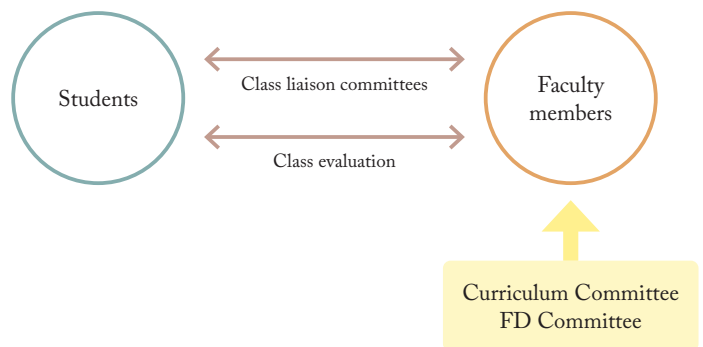 Students
Class liaison committees
Class evaluation
Faculty
members
Curriculum Committee
FD Committee